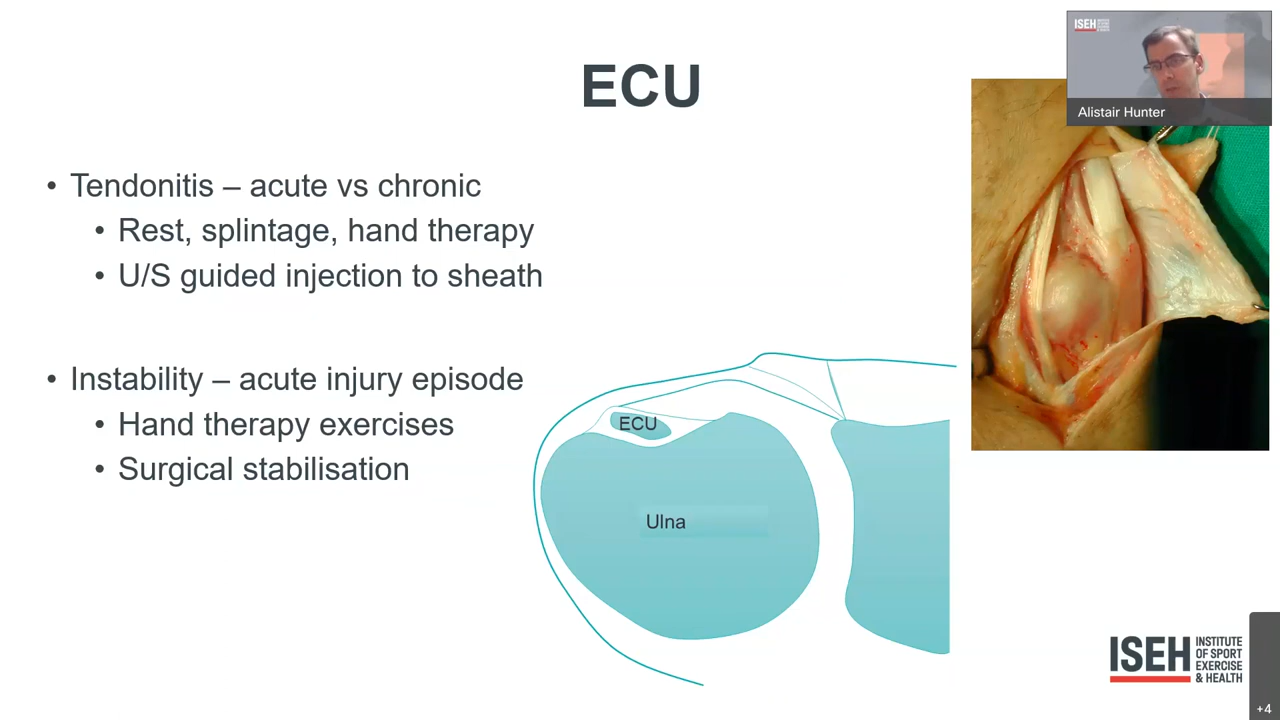 ECU
• Tendonitis – acute vs chronic
• Rest, splintage, hand therapy
• U/S guided injection to sheath
• Instability – acute injury episode
• Hand therapy exercises
• Surgical stabilisation
ECU
Ulna
ISEH
Alistair Hunter
ISEH
INSTITUTE
OF SPORT
EXERCISE
& HEALTH
+4